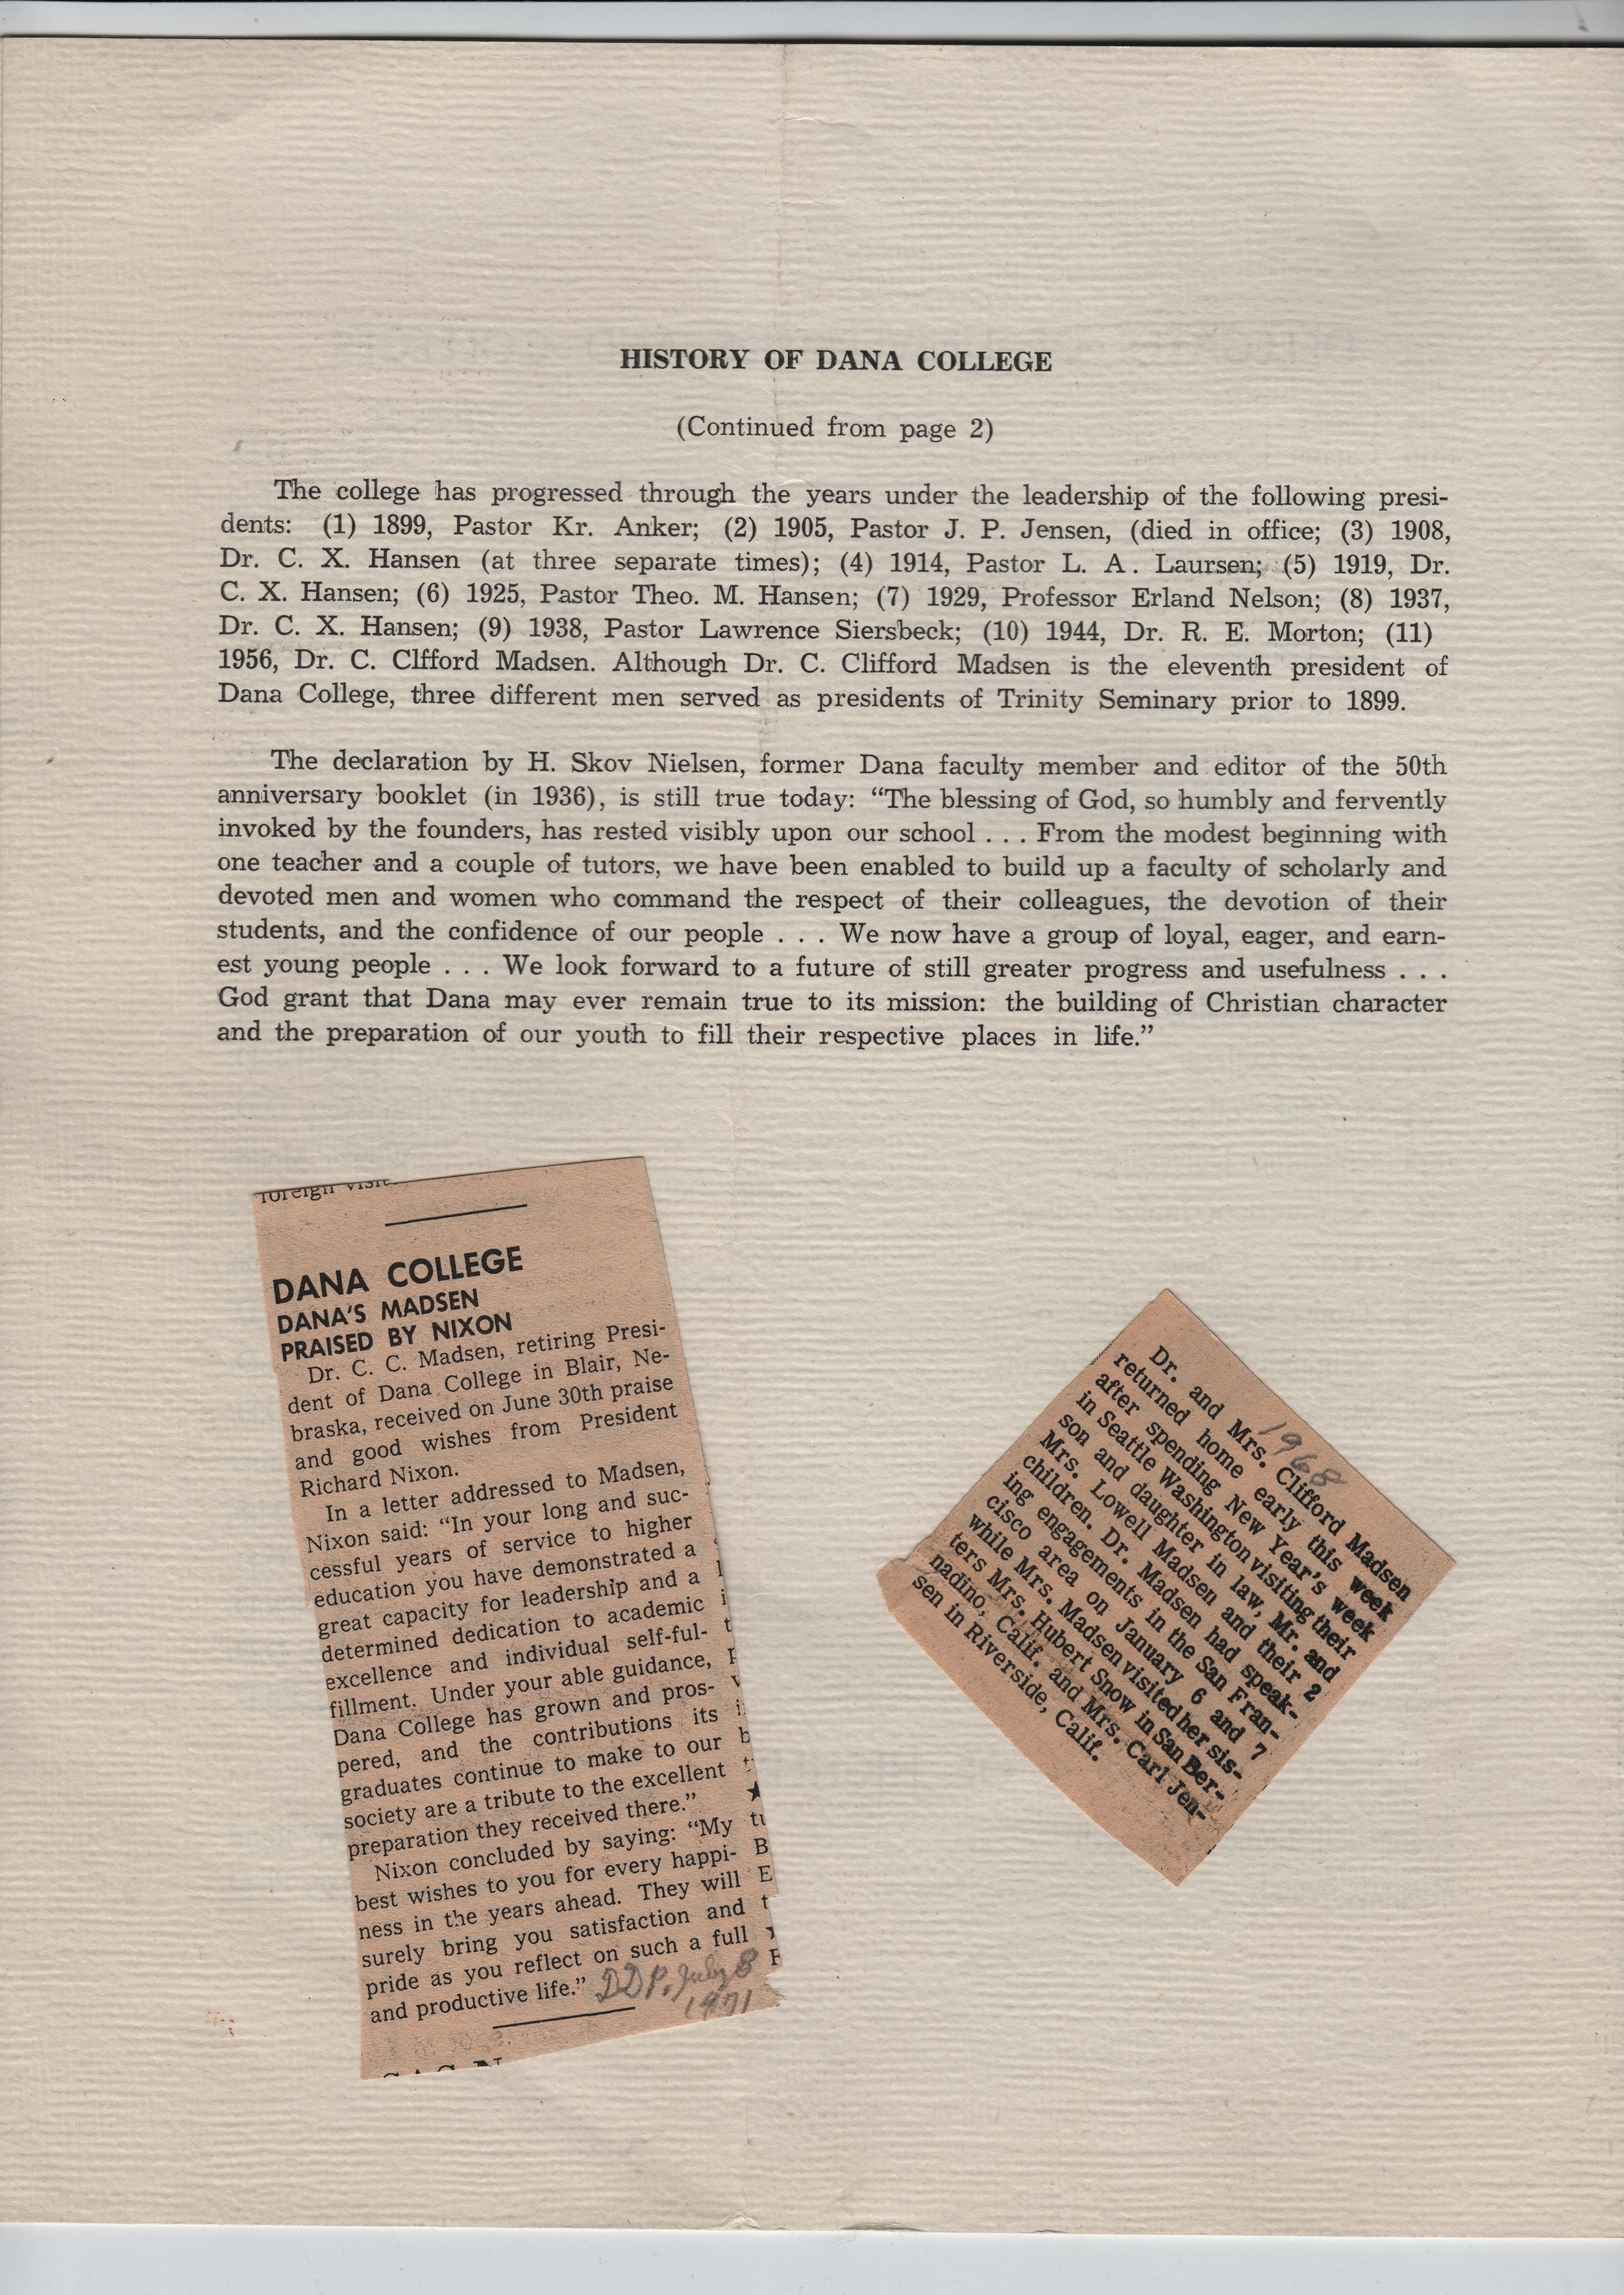 HISTORY OF DANA COLLEGE
(Continued from page 2)
The college has progressed through the years under the leadership of the following presi-
dents: (1) 1899, Pastor Kr. Anker; (2) 1905, Pastor J. P. Jensen, (died in office; (3) 1908,
Dr. C. X. Hansen (at three separate times); (4) 1914, Pastor L. A. Laursen; (5) 1919, Dr.
C. X. Hansen; (6) 1925, Pastor Theo. M. Hansen; (7) 1929, Professor Erland Nelson; (8) 1937,
Dr. C. X. Hansen; (9) 1938, Pastor Lawrence Siersbeck; (10) 1944, Dr. R. E. Morton; (11)
1956, Dr. C. Clfford Madsen. Although Dr. C. Clifford Madsen is the eleventh president of
Dana College, three different men served as presidents of Trinity Seminary prior to 1899.
The declaration by H. Skov Nielsen, former Dana faculty member and editor of the 50th
anniversary booklet (in 1936), is still true today: “The blessing of God, so humbly and fervently
invoked by the founders, has rested visibly upon our school . . . From the modest beginning with
one teacher and a couple of tutors, we have been enabled to build up a faculty of scholarly and
devoted men and women who command the respect of their colleagues, the devotion of their
students, and the confidence of our people . . . We now have a group of loyal, eager, and earn-
est young people . . . We look forward to a future of still greater progress and usefulness . . .
God grant that Dana may ever remain true to its mission: the building of Christian character
and the preparation of our youth to fill their respective places in life.”
foreign
DANA COLLEGE
DANA'S MADSEN
PRAISED BY NIXON
Dr. C. C. Madsen, retiring Presi-
dent of Dana College in Blair, Ne-
braska, received on June 30th praise
and good wishes from President
Richard Nixon.
In a letter addressed to Madsen,
Nixon said: “In your long and suc-
cessful years of service to higher
education you have demonstrated a
great capacity for leadership and a
determined dedication to academic
excellence and individual self-ful-
fillment. Under your able guidance,
Dana College has grown and pros-
pered, and the contributions its
graduates continue to make to our
society are a tribute to the excellent
preparation they received there.”
Nixon concluded by saying: “My
best wishes to you for every happi-
ness in the years ahead. They will
surely bring you satisfaction and
pride as you reflect on such a full
and productive life.” DDP. July 8
1971
1968
Dr. and Mrs. Clifford Madsen
returned home early this week
after spending New Year's week
in Seattle Washington visiting their
son and daughter in law, Mr. and
Mrs. Lowell Madsen and their 2
children. Dr. Madsen had speak-
ing engagements in the San Fran-
cisco area on January 6 and 7
while Mrs. Madsen visited her sis-
ters Mrs. Hubert Snow in San Ber-
nadino, Calif. and Mrs. Carl Jen-
sen in Riverside, Calif.